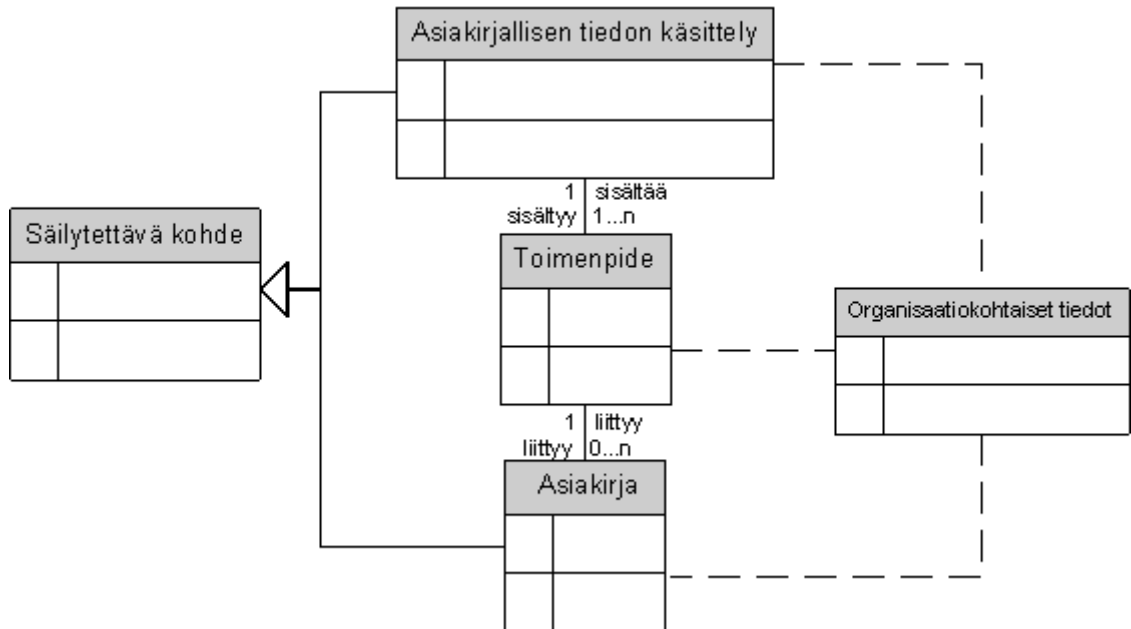 Asiakirjallisen tiedon käsittely
1 sisältää
sisältyy 1...n
Säilytettävä kohde
Toimenpide
Organisaatiokohtaiset tiedot
1 liittyy
liittyy 0...n
Asiakirja